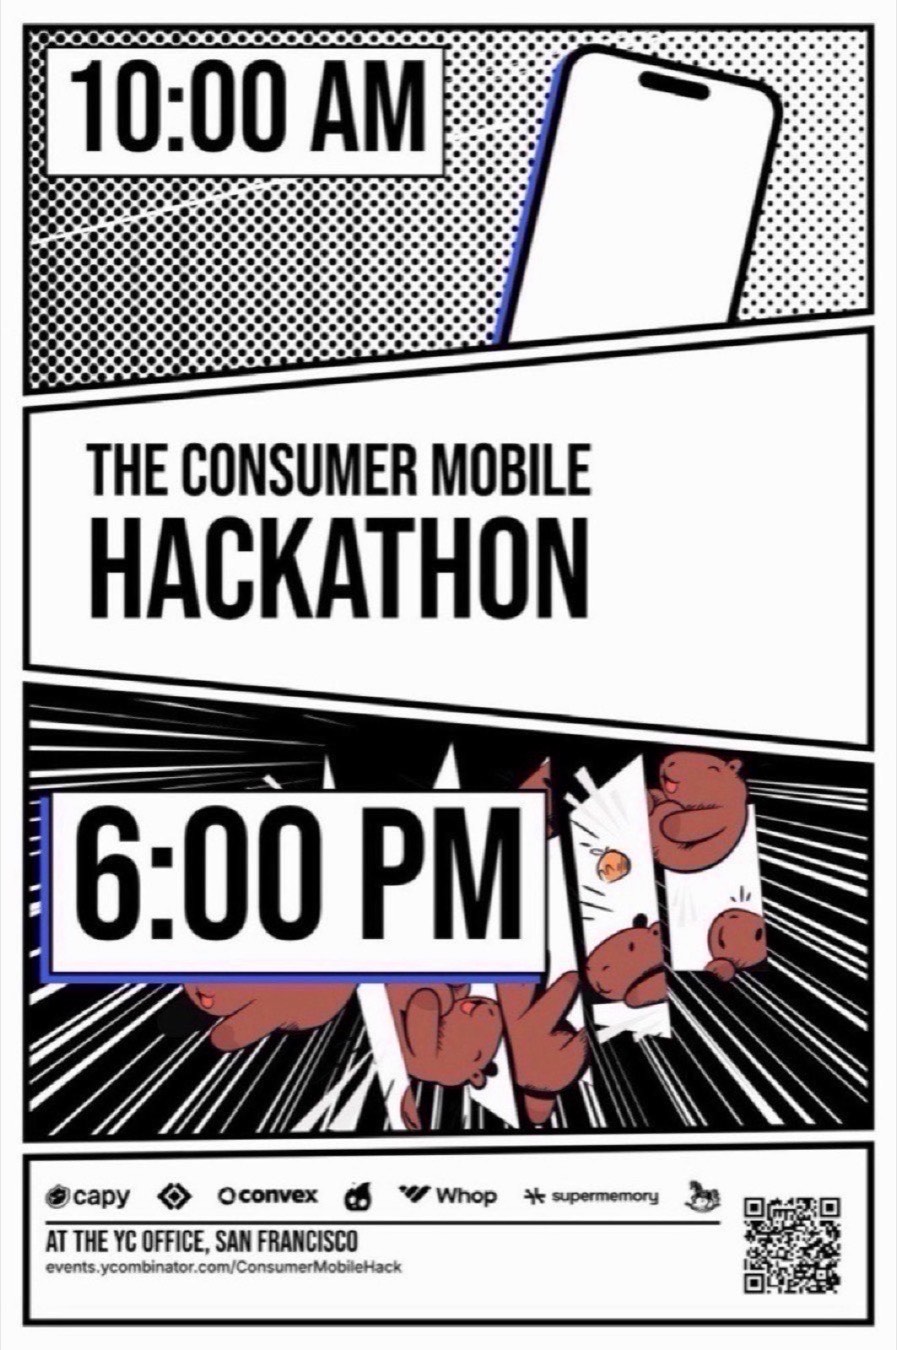 10:00 AM
THE CONSUMER MOBILE
HACKATHON
6:00 PM
capy convex Whop supermemory
AT THE YC OFFICE, SAN FRANCISCO
events.ycombinator.com/ConsumerMobileHack